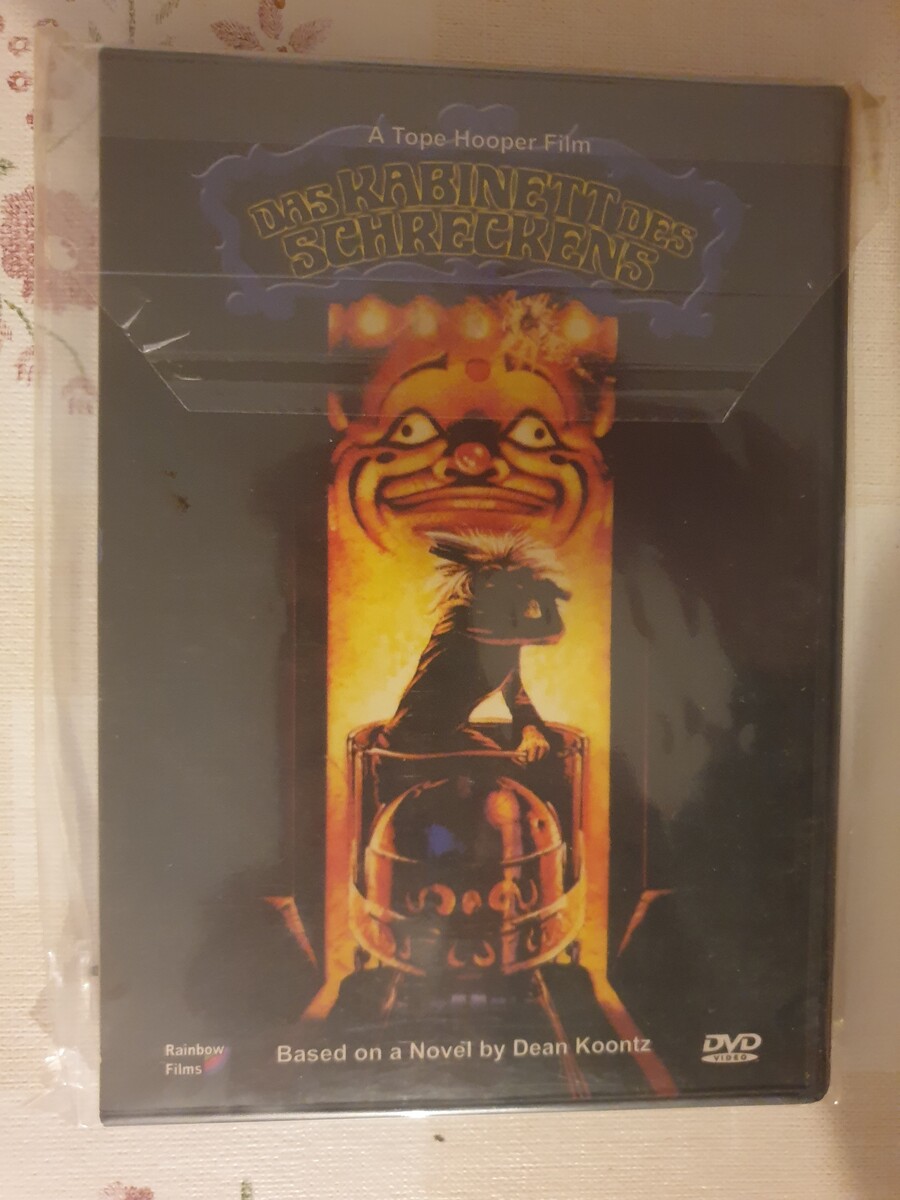 A Tope Hooper Film
DAS KABINETT DES
SCHRECKENS
Rainbow
Films
Based on a Novel by Dean Koontz
DVD
VIDEO